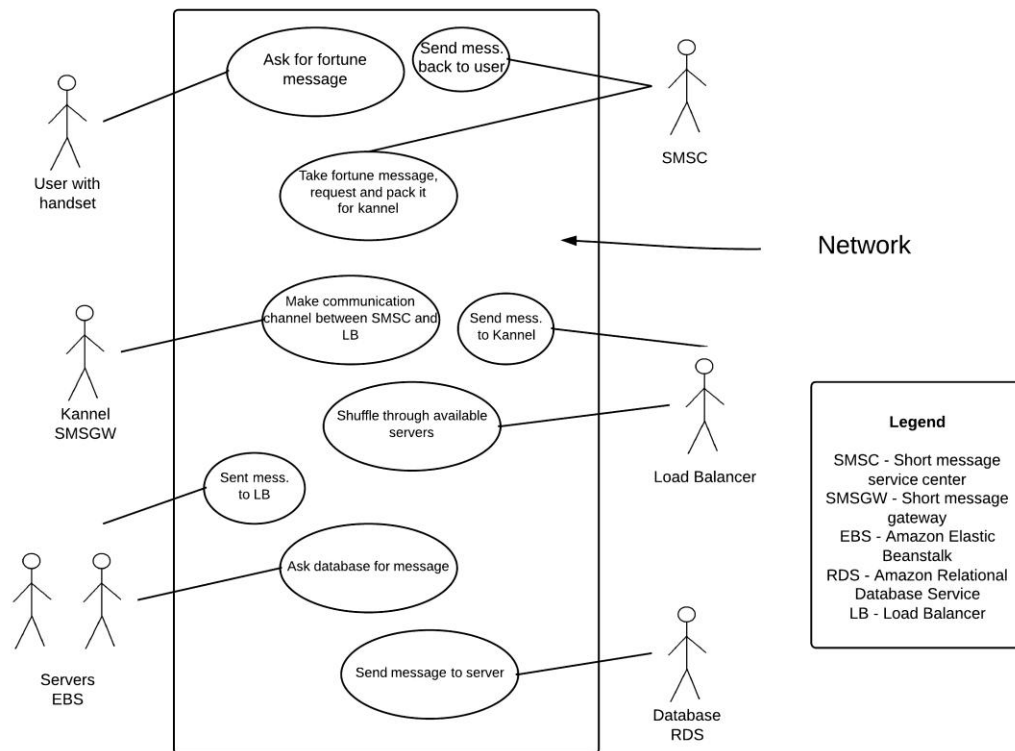 Ask for fortune
message
Send mess.
back to user
User with
handset
SMSC
Take fortune message,
request and pack it
for kannel
Network
Make communication
channel between SMSC and
LB
Send mess.
to Kannel
Kannel
SMSGW
Shuffle through available
servers
Load Balancer
Sent mess.
to LB
Ask database for message
Servers
EBS
Send message to server
Database
RDS
Legend
SMSC - Short message
service center
SMSGW - Short message
gateway
EBS - Amazon Elastic
Beanstalk
RDS - Amazon Relational
Database Service
LB - Load Balancer